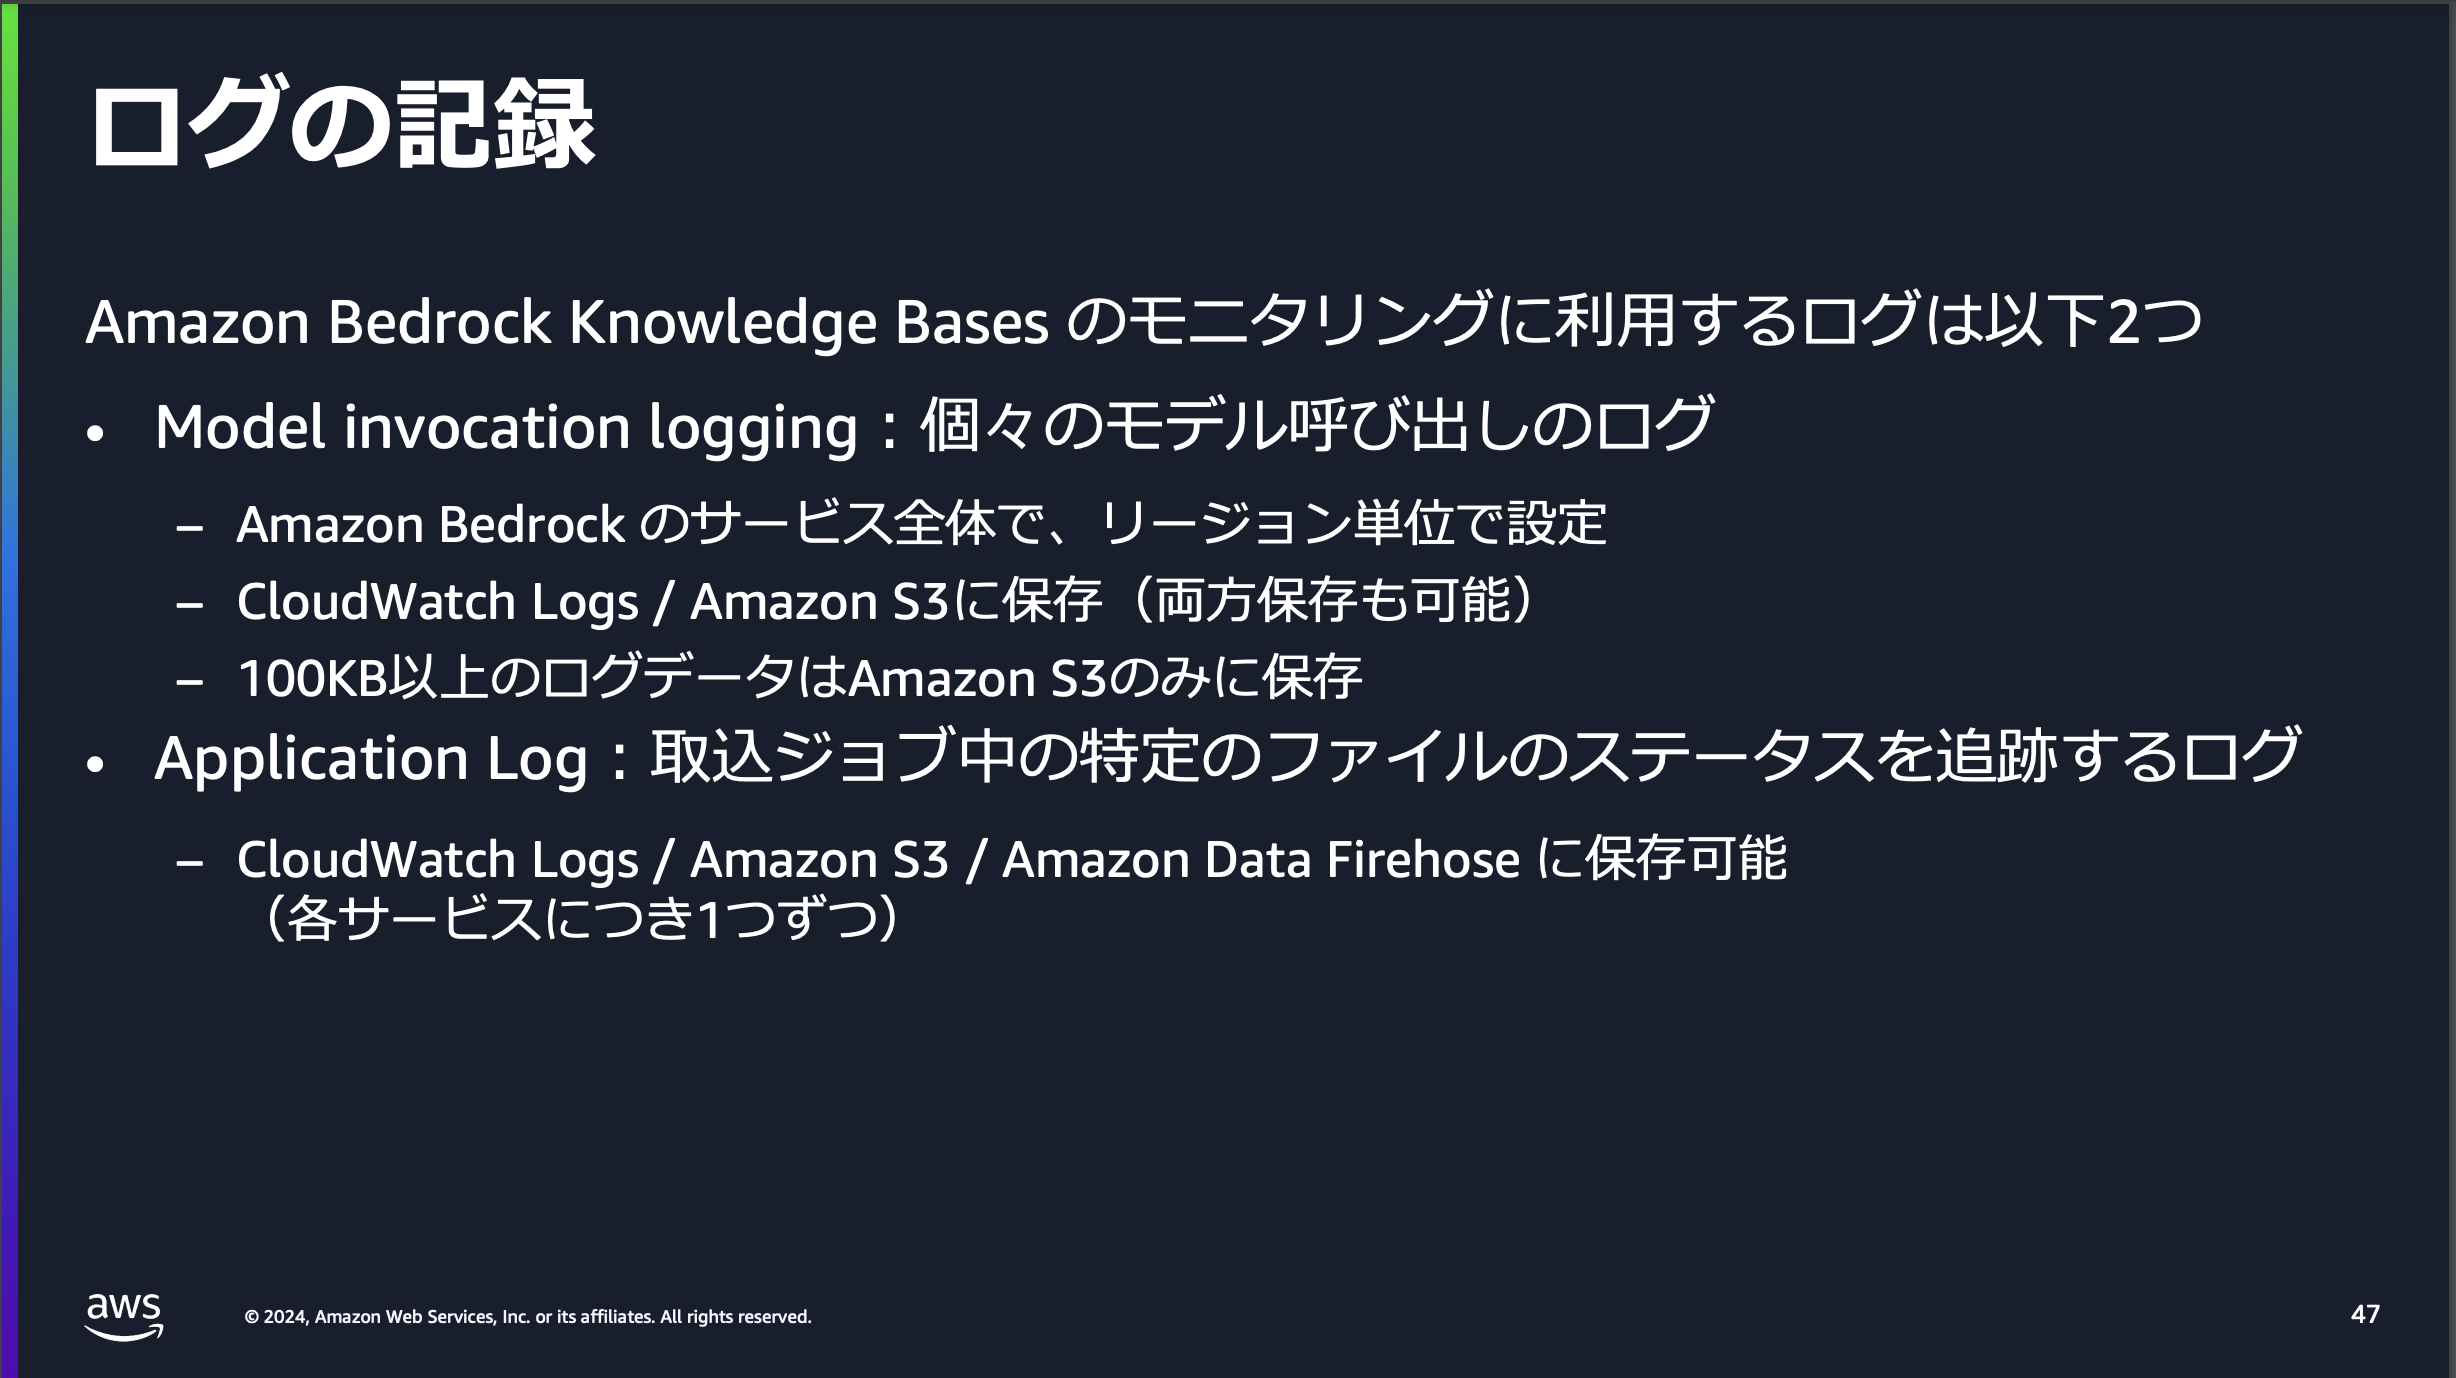 ログの記録
Amazon Bedrock Knowledge Bases のモニタリングに利用するログは以下2つ
• Model invocation logging：個々のモデル呼び出しのログ
– Amazon Bedrock のサービス全体で、リージョン単位で設定
– CloudWatch Logs / Amazon S3に保存（両方保存も可能）
– 100KB以上のログデータはAmazon S3のみに保存
• Application Log：取込ジョブ中の特定のファイルのステータスを追跡するログ
– CloudWatch Logs / Amazon S3 / Amazon Data Firehose に保存可能
（各サービスにつき1つずつ）
aws
© 2024, Amazon Web Services, Inc. or its affiliates. All rights reserved.
47